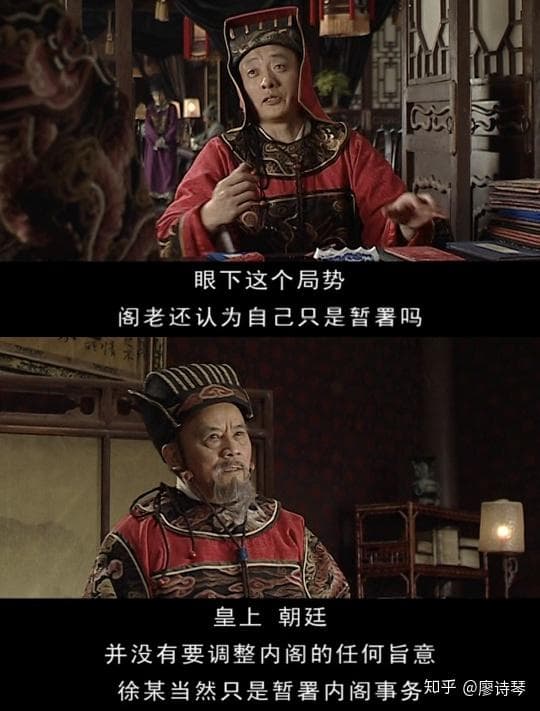 眼下这个局势
阁老还认为自己只是暂署吗
皇上 朝廷
并没有要调整内阁的任何旨意
徐某当然只是暂署内阁事务
知乎 @廖诗琴